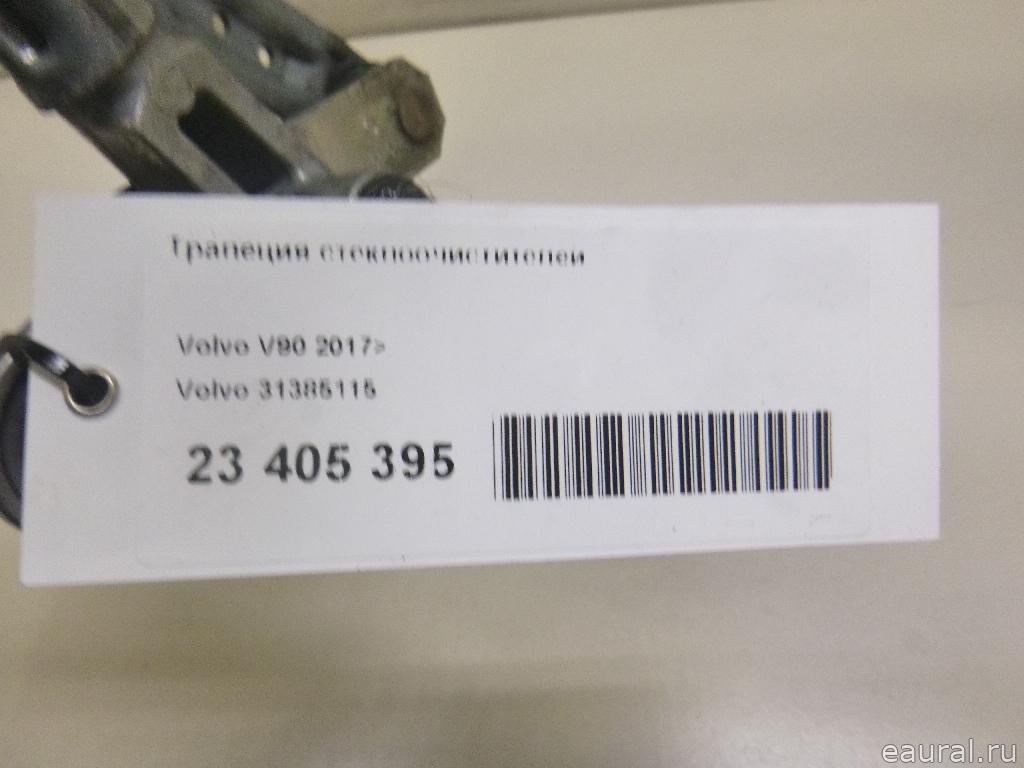 Трапеция стеклоочистителей
Volvo V90 2017>
Volvo 31385115
23 405 395
eaural.ru